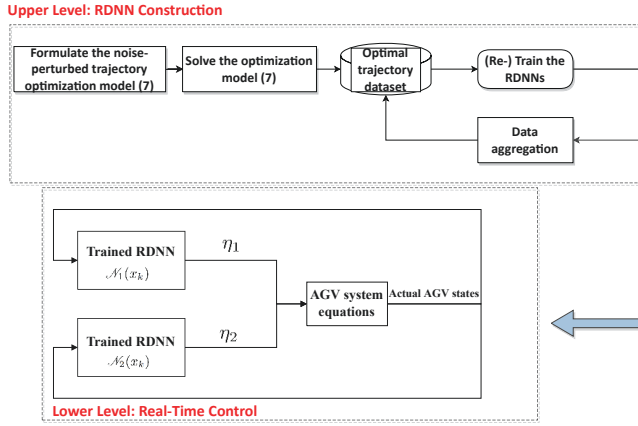 Upper Level: RDNN Construction
Formulate the noise-
perturbed trajectory
optimization model (7)
Solve the optimization
model (7)
Optimal
trajectory
dataset
(Re-) Train the
RDNNs
Data
aggregation
Trained RDNN
𝒩₁(xₖ)
η₁
AGV system
equations
Actual AGV states
Trained RDNN
𝒩₂(xₖ)
η₂
Lower Level: Real-Time Control